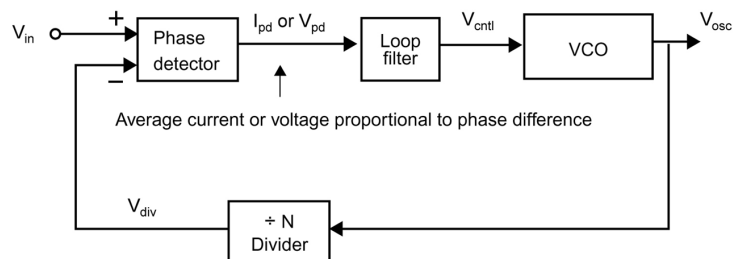 V_in
+
−
Phase
detector
I_pd or V_pd
Loop
filter
V_cntl
VCO
V_osc
Average current or voltage proportional to phase difference
V_div
÷ N
Divider